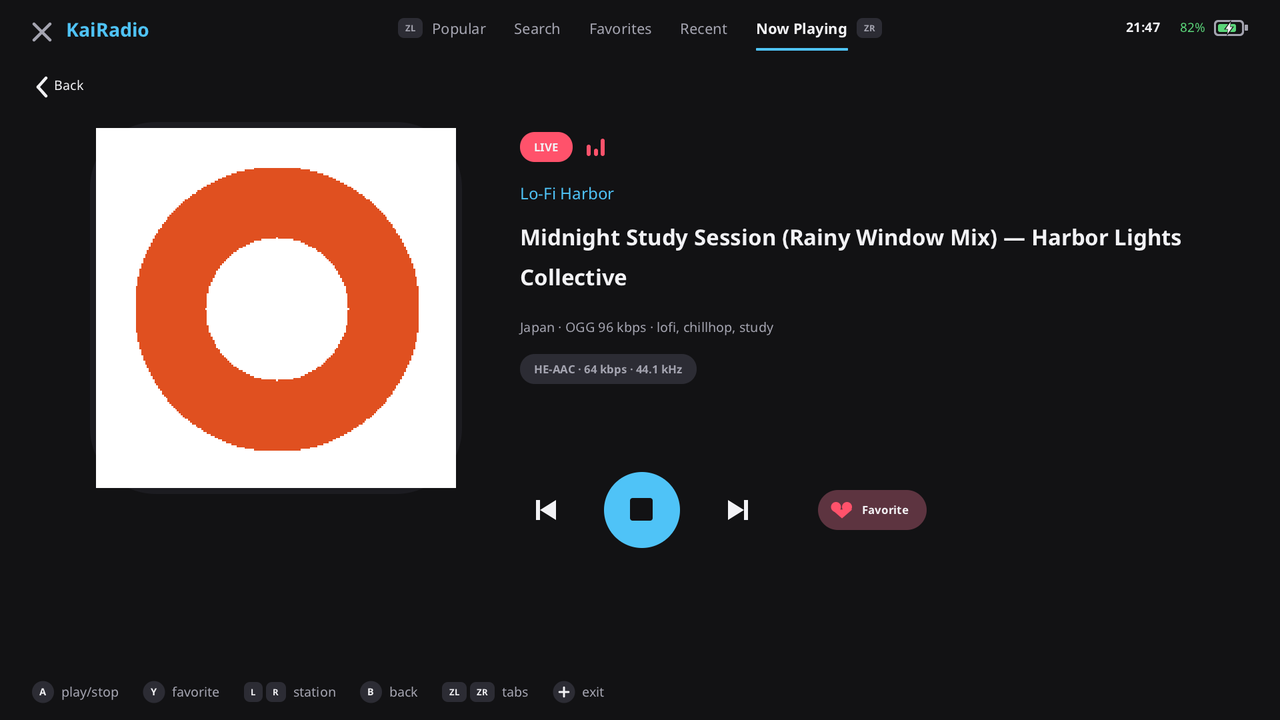 KaiRadio
ZL Popular Search Favorites Recent Now Playing ZR
21:47 82%
Back
LIVE
Lo-Fi Harbor
Midnight Study Session (Rainy Window Mix) — Harbor Lights
Collective
Japan · OGG 96 kbps · lofi, chillhop, study
HE-AAC · 64 kbps · 44.1 kHz
Favorite
A play/stop Y favorite L R station B back ZL ZR tabs + exit